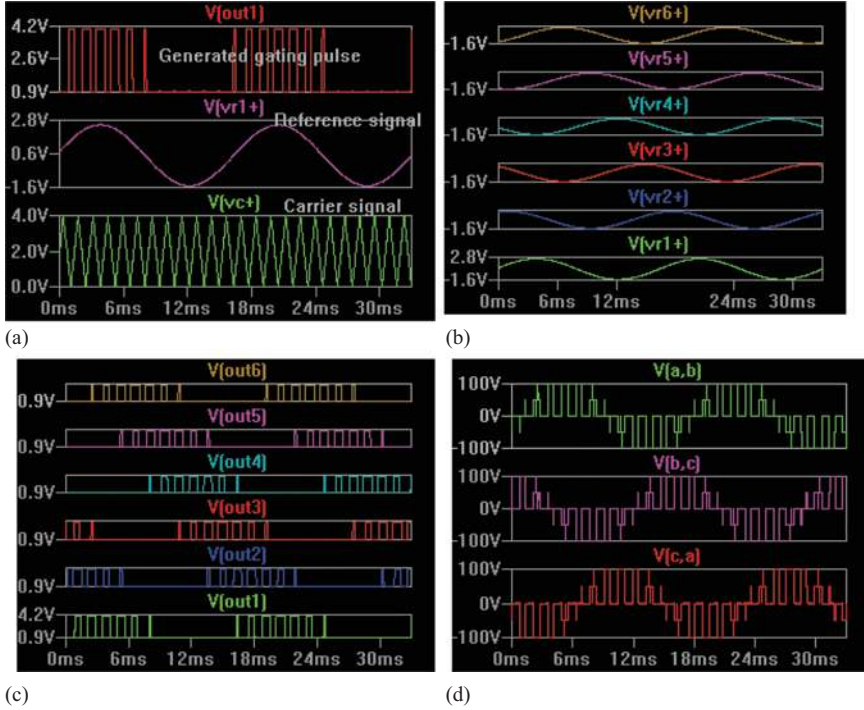 V(out1)
4.2V
2.6V
0.9V
Generated gating pulse
V(vr1+)
2.8V
0.6V
-1.6V
Reference signal
V(vc+)
4.0V
2.0V
0.0V
Carrier signal
0ms 6ms 12ms 18ms 24ms 30ms
(a)
V(vr6+)
-1.6V
V(vr5+)
-1.6V
V(vr4+)
-1.6V
V(vr3+)
-1.6V
V(vr2+)
-1.6V
V(vr1+)
2.8V
-1.6V
0ms 6ms 12ms 24ms 30ms
(b)
V(out6)
0.9V
V(out5)
0.9V
V(out4)
0.9V
V(out3)
0.9V
V(out2)
0.9V
V(out1)
4.2V
0.9V
0ms 6ms 12ms 18ms 24ms 30ms
(c)
V(a,b)
100V
0V
-100V
V(b,c)
100V
0V
-100V
V(c,a)
100V
0V
-100V
0ms 6ms 12ms 18ms 24ms 30ms
(d)